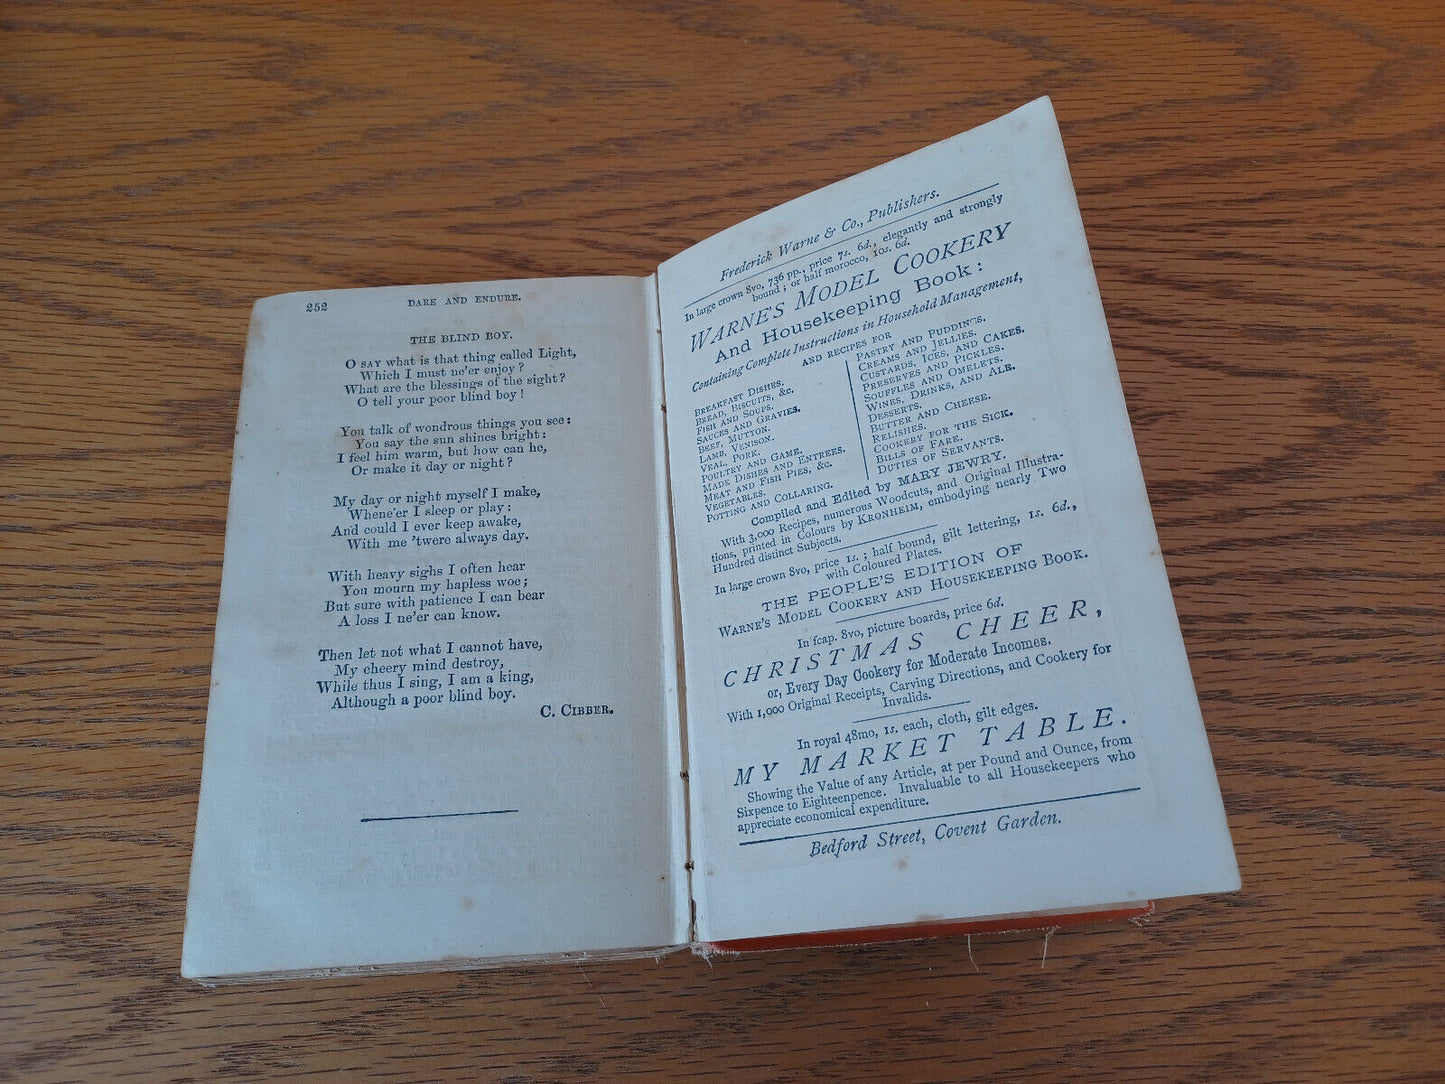 252 DARE AND ENDURE.
THE BLIND BOY.
O SAY what is that thing called Light,
Which I must ne'er enjoy?
What are the blessings of the sight?
O tell your poor blind boy!
You talk of wondrous things you see:
You say the sun shines bright:
I feel him warm, but how can he,
Or make it day or night?
My day or night myself I make,
Whene'er I sleep or play:
And could I ever keep awake,
With me 'twere always day.
With heavy sighs I often hear
You mourn my hapless woe;
But sure with patience I can bear
A loss I ne'er can know.
Then let not what I cannot have,
My cheery mind destroy,
While thus I sing, I am a king,
Although a poor blind boy.
C. CIBBER.
Frederick Warne & Co., Publishers.
In large crown 8vo, 736 pp., price 7s. 6d., elegantly and strongly
bound; or half morocco, 10s. 6d.
WARNE'S MODEL COOKERY
And Housekeeping Book:
Containing Complete Instructions in Household Management,
AND RECIPES FOR
BREAKFAST DISHES.
BREAD, BISCUITS, &c.
FISH AND SOUPS.
SAUCES AND GRAVIES.
BEEF, MUTTON.
LAMB, VENISON.
VEAL, PORK.
POULTRY AND GAME.
MADE DISHES AND ENTREES.
MEAT AND FISH PIES, &c.
VEGETABLES.
POTTING AND COLLARING.
PASTRY AND PUDDINGS.
CREAMS AND JELLIES.
CUSTARDS, ICES, AND CAKES.
PRESERVES AND PICKLES.
SOUFFLES AND OMELETS.
WINES, DRINKS, AND ALE.
DESSERTS.
BUTTER AND CHEESE.
RELISHES.
COOKERY FOR THE SICK.
BILLS OF FARE.
DUTIES OF SERVANTS.
Compiled and Edited by MARY JEWRY.
With 3,000 Recipes, numerous Woodcuts, and Original Illustra-
tions, printed in Colours by KRONHEIM, embodying nearly Two
Hundred distinct Subjects.
In large crown 8vo, price 1s.; half bound, gilt lettering, 1s. 6d.,
with Coloured Plates.
THE PEOPLE'S EDITION OF
WARNE'S MODEL COOKERY AND HOUSEKEEPING BOOK.
In fcap. 8vo, picture boards, price 6d.
CHRISTMAS CHEER,
or, Every Day Cookery for Moderate Incomes.
With 1,000 Original Receipts, Carving Directions, and Cookery for
Invalids.
In royal 48mo, 1s. each, cloth, gilt edges.
MY MARKET TABLE.
Showing the Value of any Article, at per Pound and Ounce, from
Sixpence to Eighteenpence. Invaluable to all Housekeepers who
appreciate economical expenditure.
Bedford Street, Covent Garden.